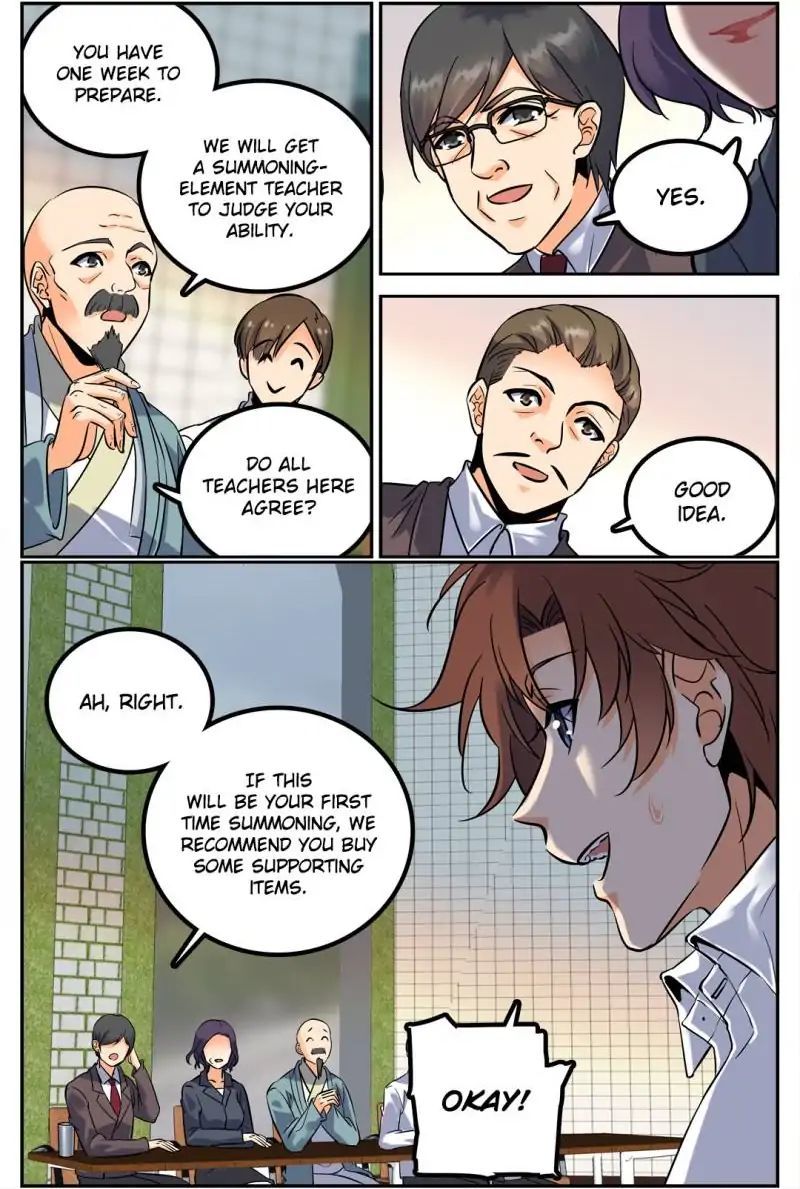 YOU HAVE
ONE WEEK TO
PREPARE.
WE WILL GET
A SUMMONING-
ELEMENT TEACHER
TO JUDGE YOUR
ABILITY.
DO ALL
TEACHERS HERE
AGREE?
YES.
GOOD
IDEA.
AH, RIGHT.
IF THIS
WILL BE YOUR FIRST
TIME SUMMONING, WE
RECOMMEND YOU BUY
SOME SUPPORTING
ITEMS.
OKAY!